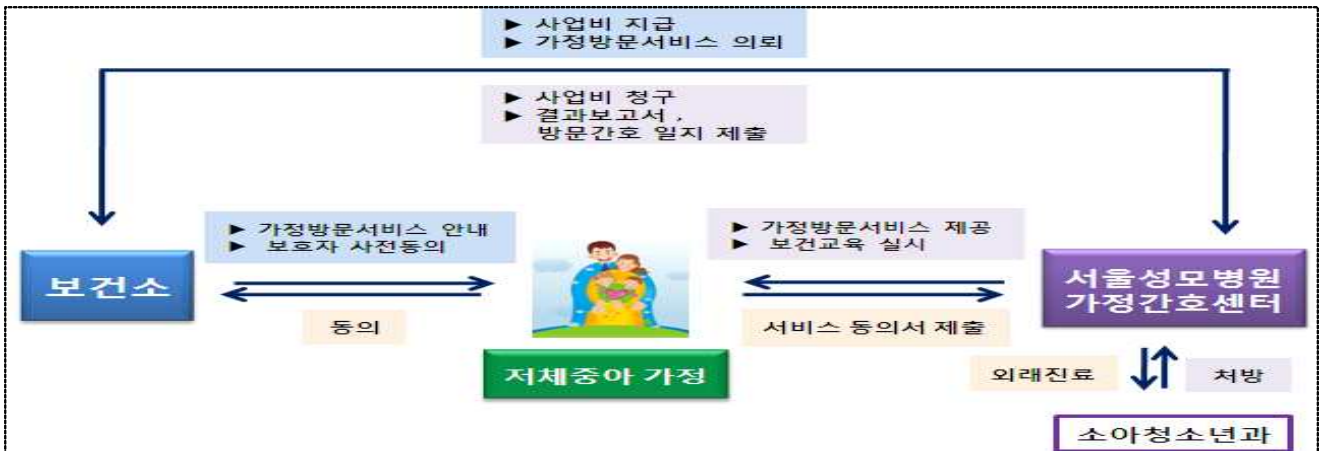 ► 사업비 지급
► 가정방문서비스 의뢰
► 사업비 청구
► 결과보고서 ,
방문간호 일지 제출
► 가정방문서비스 안내
► 보호자 사전동의
► 가정방문서비스 제공
► 보건교육 실시
보건소
서울성모병원
가정간호센터
동의
서비스 동의서 제출
저체중아 가정
외래진료
처방
소아청소년과